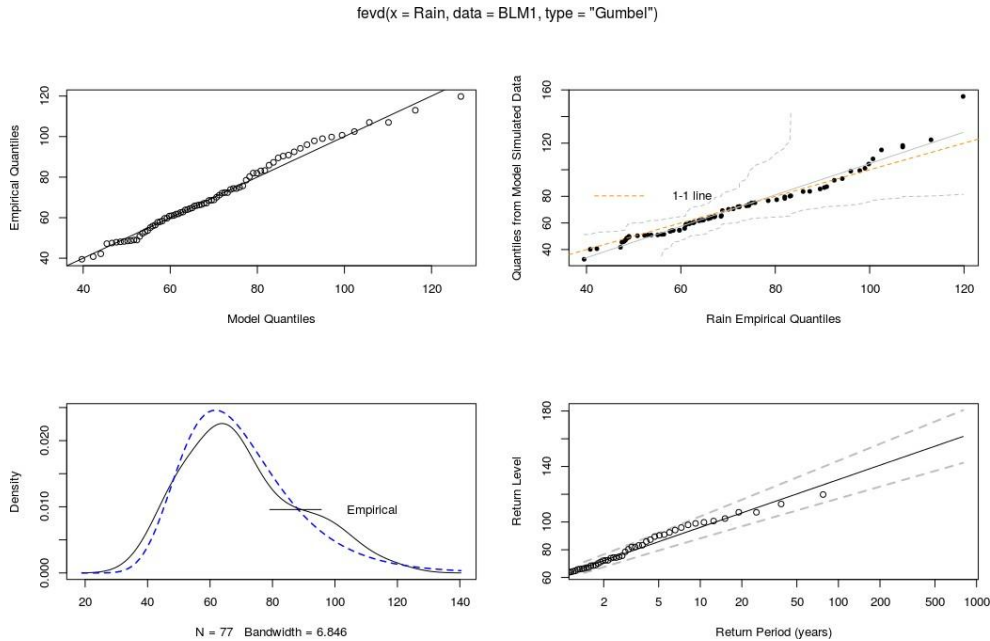 fevd(x = Rain, data = BLM1, type = "Gumbel")
Empirical Quantiles
120
100
80
60
40
40 60 80 100 120
Model Quantiles
Quantiles from Model Simulated Data
160
120
80
60
40
1-1 line
40 60 80 100 120
Rain Empirical Quantiles
Density
0.020
0.010
0.000
Empirical
20 40 60 80 100 120 140
N = 77 Bandwidth = 6.846
Return Level
180
140
100
80
60
2 5 10 20 50 100 200 500 1000
Return Period (years)